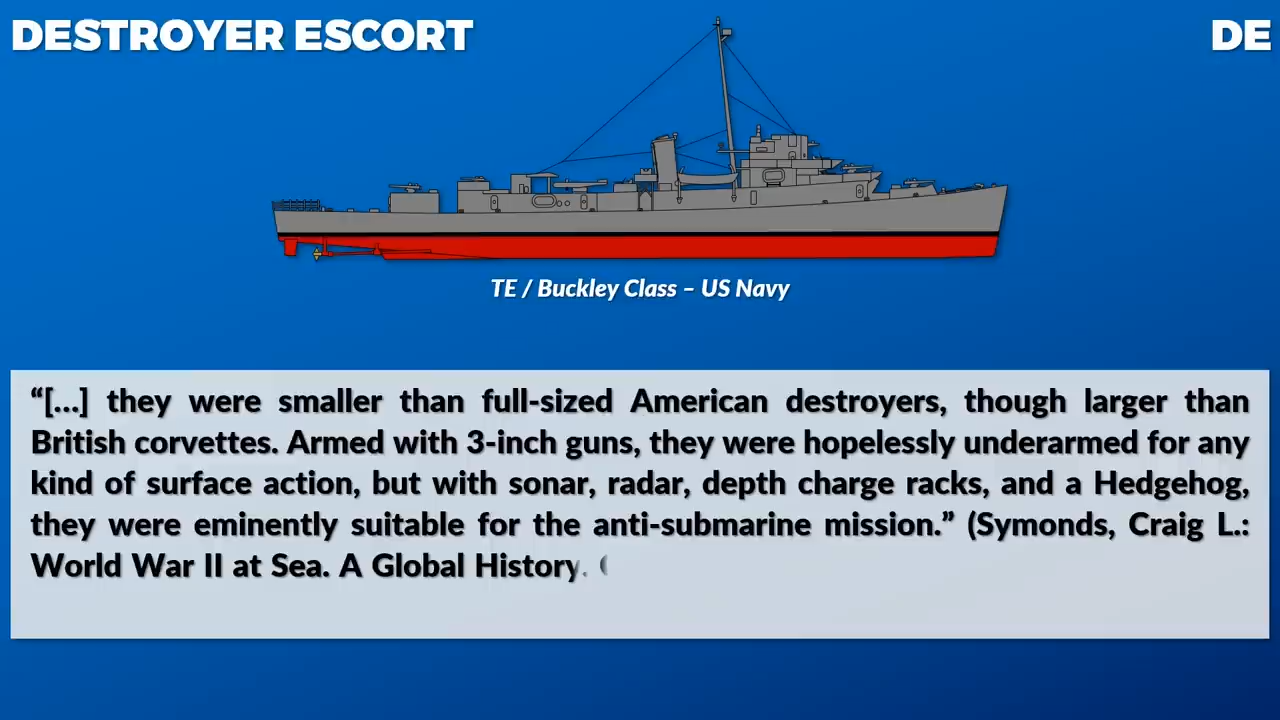 DESTROYER ESCORT
DE
TE / Buckley Class – US Navy
“[...] they were smaller than full-sized American destroyers, though larger than
British corvettes. Armed with 3-inch guns, they were hopelessly underarmed for any
kind of surface action, but with sonar, radar, depth charge racks, and a Hedgehog,
they were eminently suitable for the anti-submarine mission.” (Symonds, Craig L.:
World War II at Sea. A Global History.